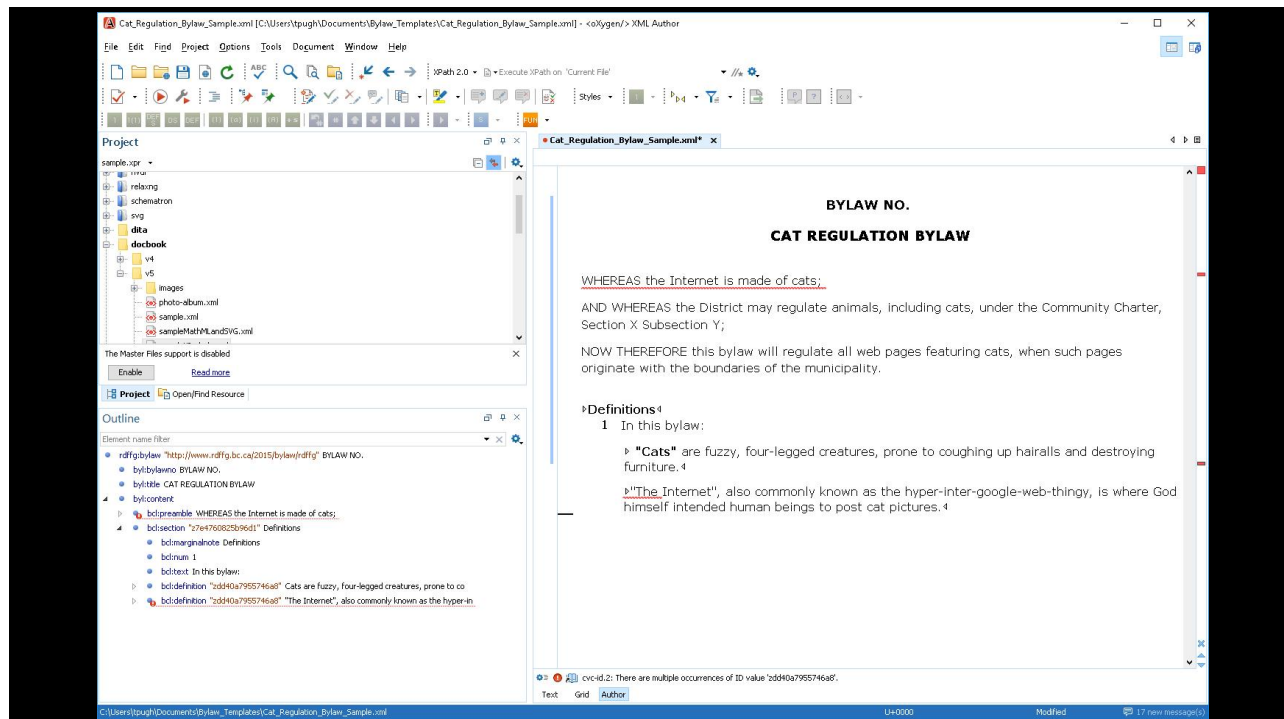 Cat_Regulation_Bylaw_Sample.xml [C:\Users\tpugh\Documents\Bylaw_Templates\Cat_Regulation_Bylaw_Sample.xml] - <oXygen/> XML Author
File Edit Find Project Options Tools Document Window Help
ABC XPath 2.0 Execute XPath on 'Current File'
Styles
FUN
Project
sample.xpr
relaxng
schematron
svg
dita
docbook
v4
v5
images
photo-album.xml
sample.xml
sampleMathMLandSVG.xml
The Master Files support is disabled
Enable Read more
Project Open/Find Resource
Outline
Element name filter
rdffg:bylaw "http://www.rdffg.bc.ca/2015/bylaw/rdffg" BYLAW NO.
byl:bylawno BYLAW NO.
byl:title CAT REGULATION BYLAW
byl:content
bcl:preamble WHEREAS the Internet is made of cats;
bcl:section "z7e4760825b96d1" Definitions
bcl:marginalnote Definitions
bcl:num 1
bcl:text In this bylaw:
bcl:definition "zdd40a7955746a8" Cats are fuzzy, four-legged creatures, prone to co
bcl:definition "zdd40a7955746a8" "The Internet", also commonly known as the hyper-in
Cat_Regulation_Bylaw_Sample.xml*
BYLAW NO.
CAT REGULATION BYLAW
WHEREAS the Internet is made of cats;
AND WHEREAS the District may regulate animals, including cats, under the Community Charter,
Section X Subsection Y;
NOW THEREFORE this bylaw will regulate all web pages featuring cats, when such pages
originate with the boundaries of the municipality.
Definitions
1 In this bylaw:
"Cats" are fuzzy, four-legged creatures, prone to coughing up hairalls and destroying
furniture.
"The Internet", also commonly known as the hyper-inter-google-web-thingy, is where God
himself intended human beings to post cat pictures.
cvc-id.2: There are multiple occurrences of ID value 'zdd40a7955746a8'.
Text Grid Author
C:\Users\tpugh\Documents\Bylaw_Templates\Cat_Regulation_Bylaw_Sample.xml U+0000 Modified 17 new message(s)